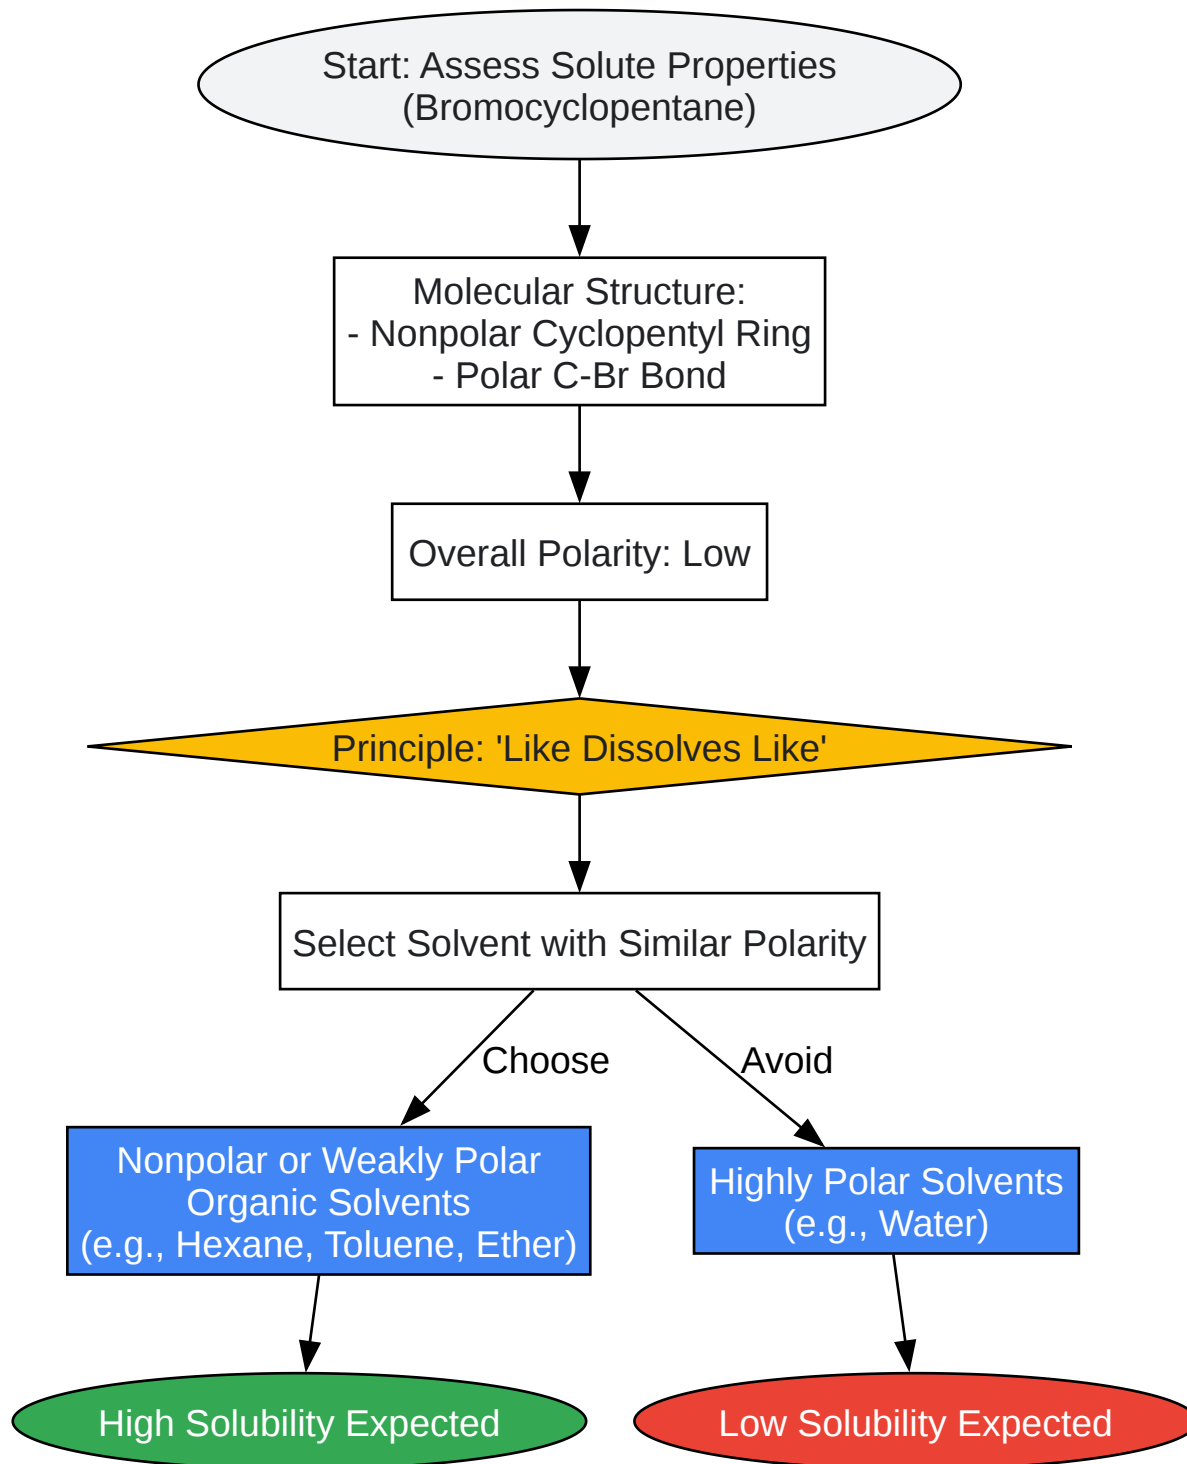 Start: Assess Solute Properties
(Bromocyclopentane)
Molecular Structure:
- Nonpolar Cyclopentyl Ring
- Polar C-Br Bond
Overall Polarity: Low
Principle: 'Like Dissolves Like'
Select Solvent with Similar Polarity
Choose
Avoid
Nonpolar or Weakly Polar
Organic Solvents
(e.g., Hexane, Toluene, Ether)
Highly Polar Solvents
(e.g., Water)
High Solubility Expected
Low Solubility Expected